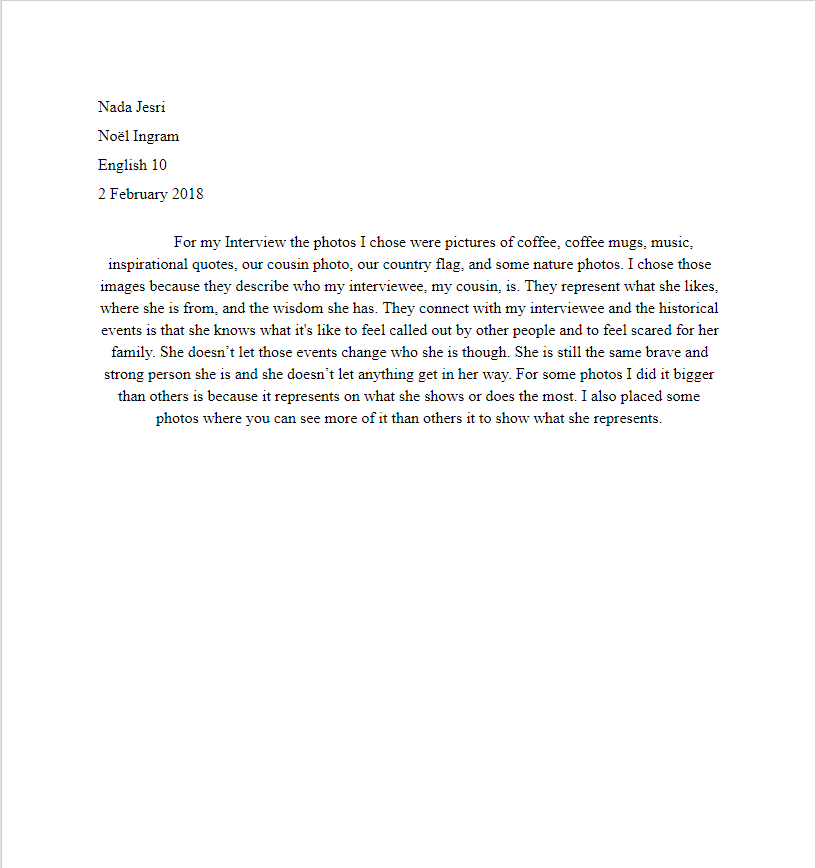 Nada Jesri
Noël Ingram
English 10
2 February 2018
For my Interview the photos I chose were pictures of coffee, coffee mugs, music,
inspirational quotes, our cousin photo, our country flag, and some nature photos. I chose those
images because they describe who my interviewee, my cousin, is. They represent what she likes,
where she is from, and the wisdom she has. They connect with my interviewee and the historical
events is that she knows what it's like to feel called out by other people and to feel scared for her
family. She doesn’t let those events change who she is though. She is still the same brave and
strong person she is and she doesn’t let anything get in her way. For some photos I did it bigger
than others is because it represents on what she shows or does the most. I also placed some
photos where you can see more of it than others it to show what she represents.